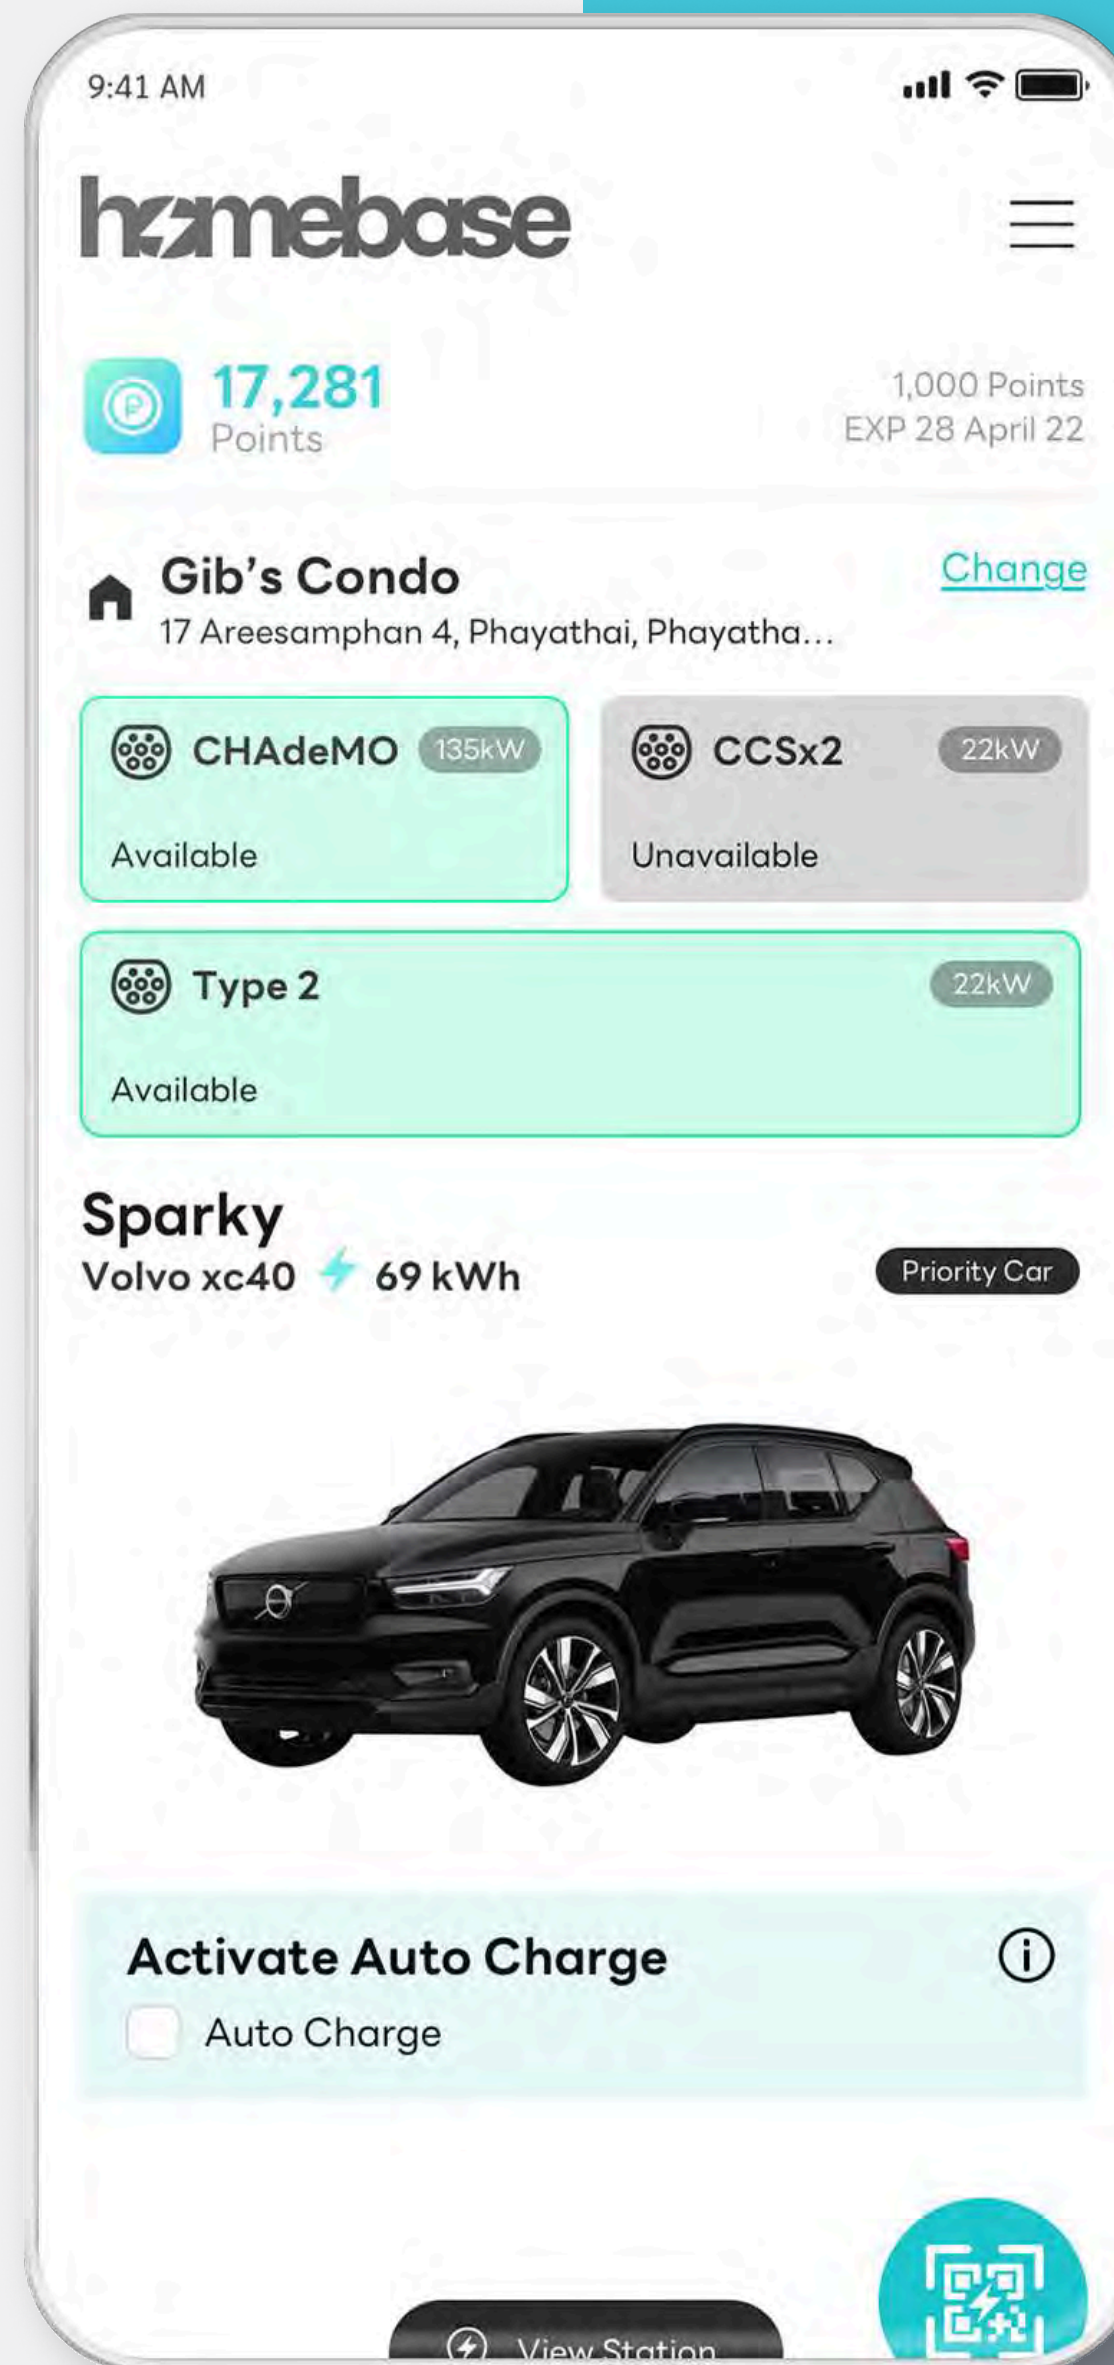 9:41 AM
homebase
17,281
Points
1,000 Points
EXP 28 April 22
Gib's Condo
17 Areesamphan 4, Phayathai, Phayatha...
Change
CHAdeMO 135kW
Available
CCSx2 22kW
Unavailable
Type 2 22kW
Available
Sparky
Volvo xc40 69 kWh
Priority Car
Activate Auto Charge
Auto Charge
View Station